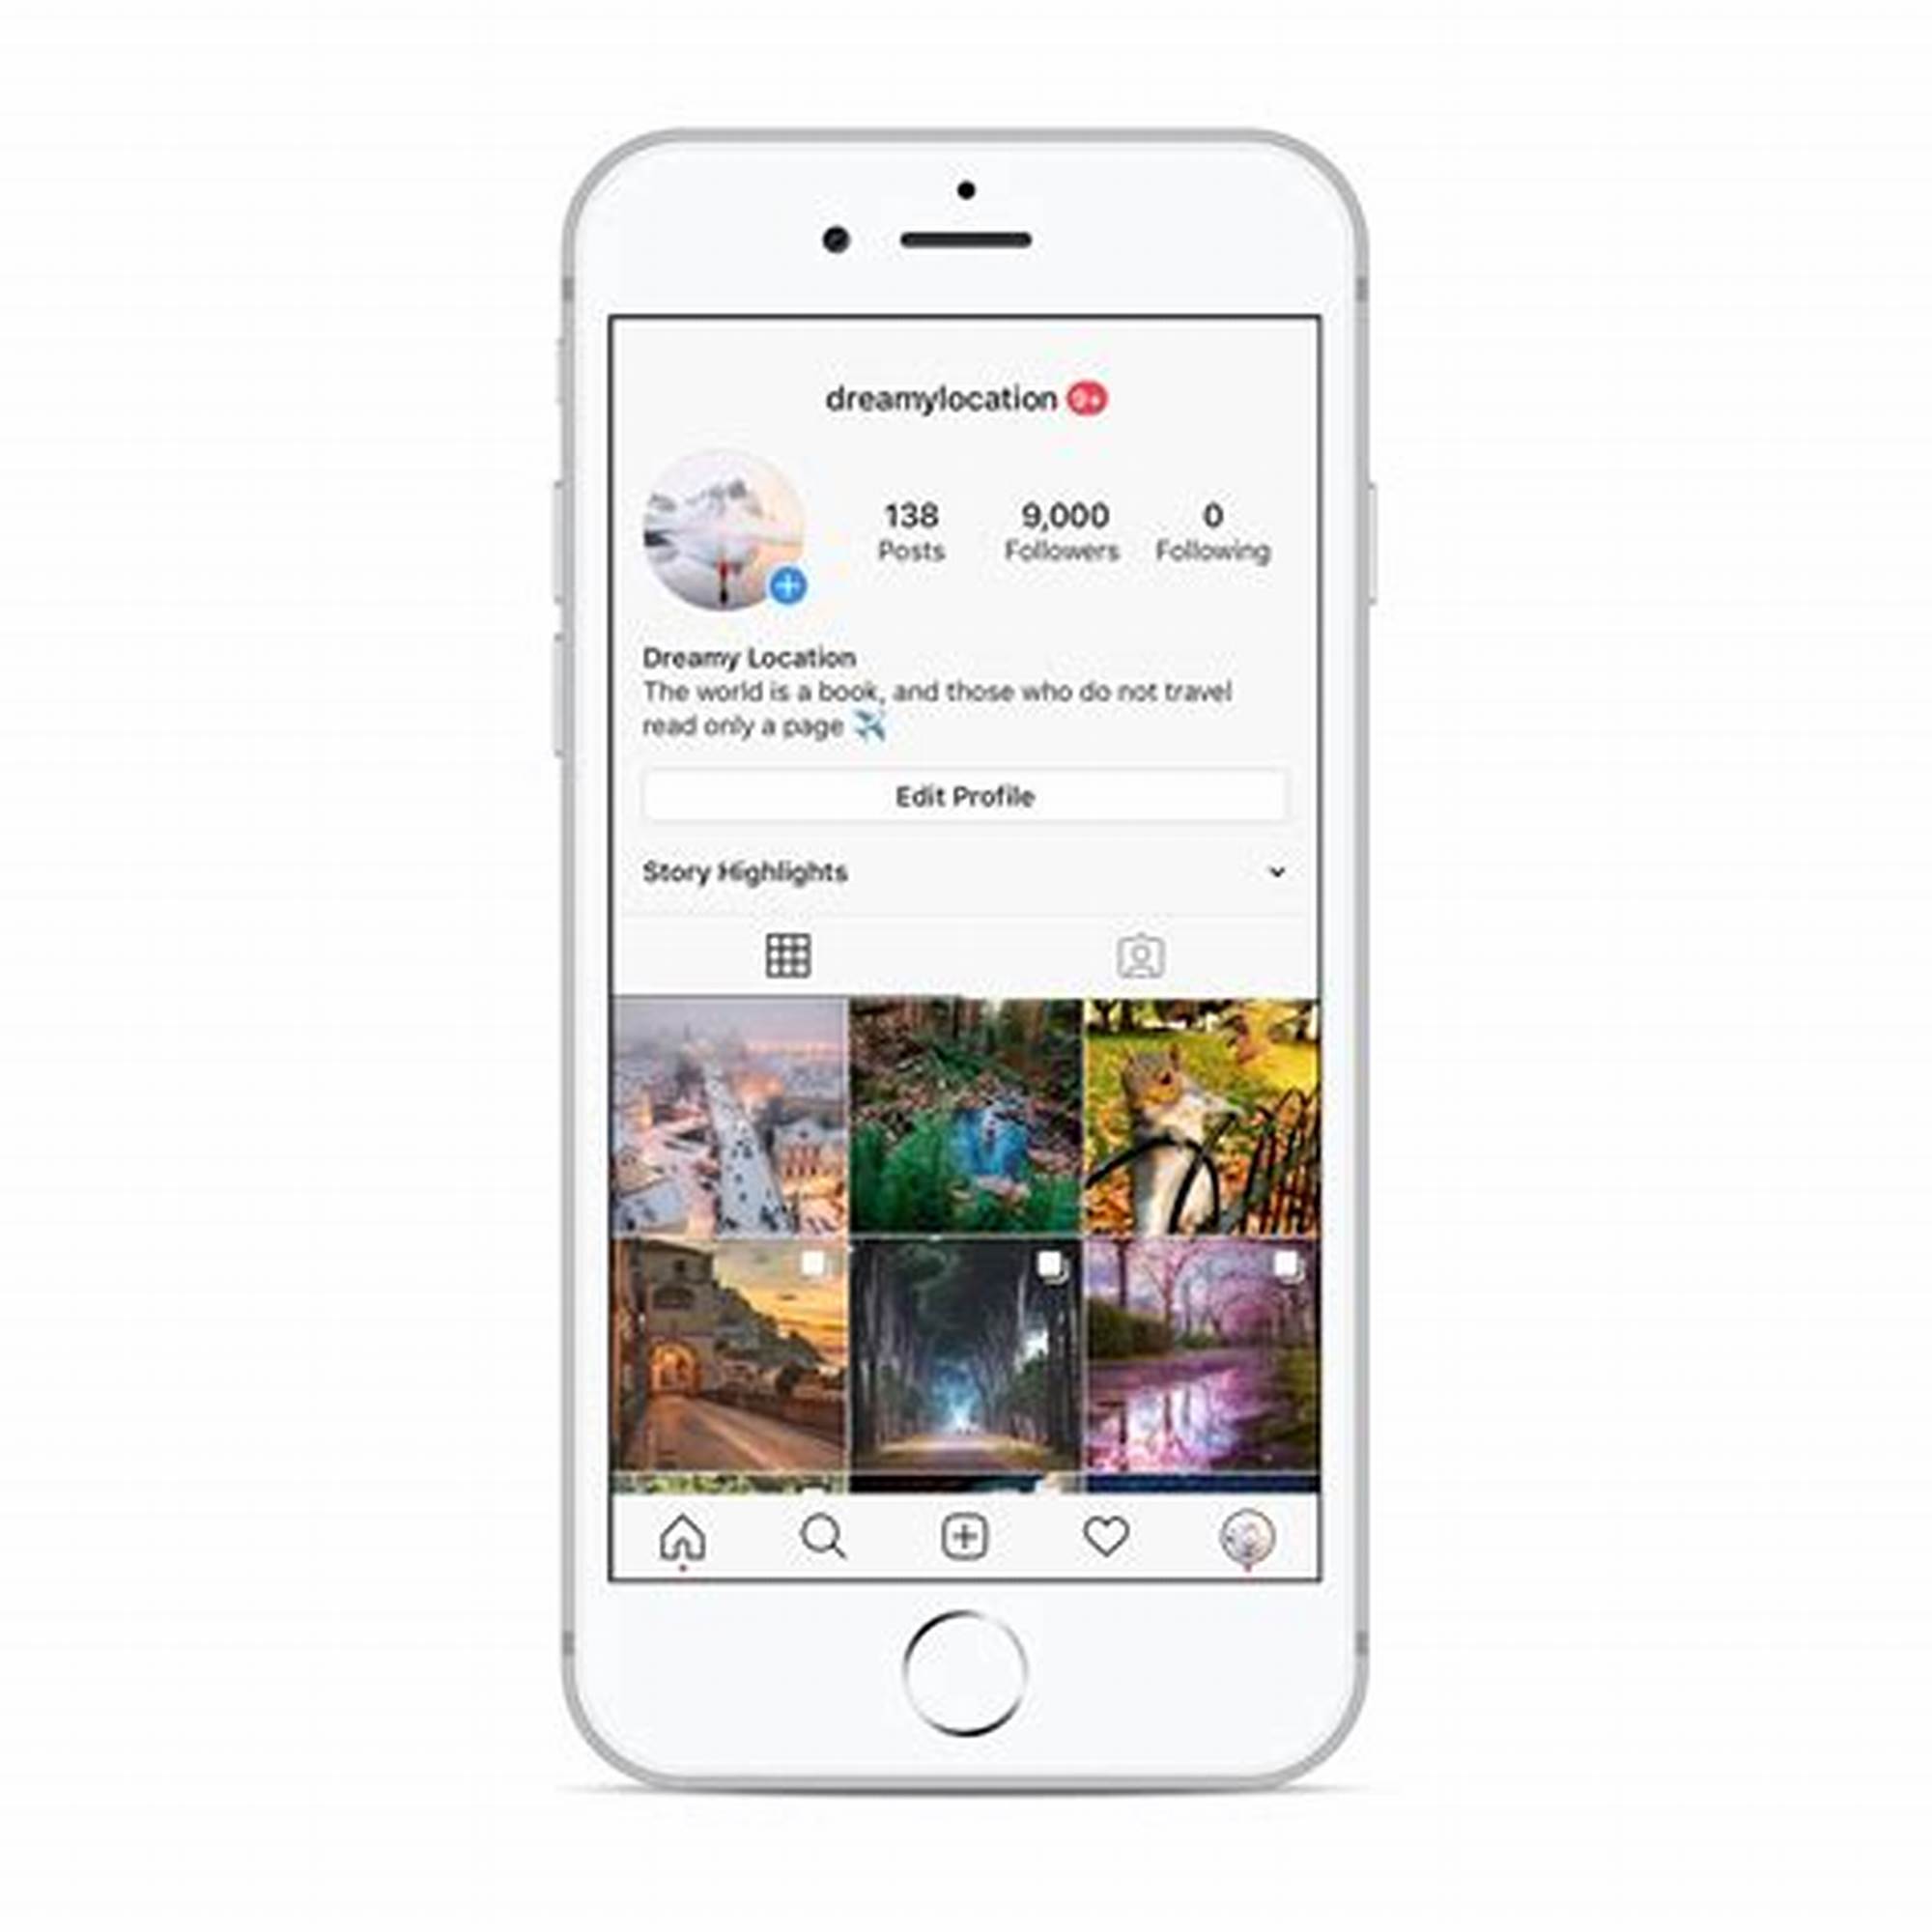 dreamylocation 9+
138 9,000 0
Posts Followers Following
Dreamy Location
The world is a book, and those who do not travel
read only a page ✈️
Edit Profile
Story Highlights